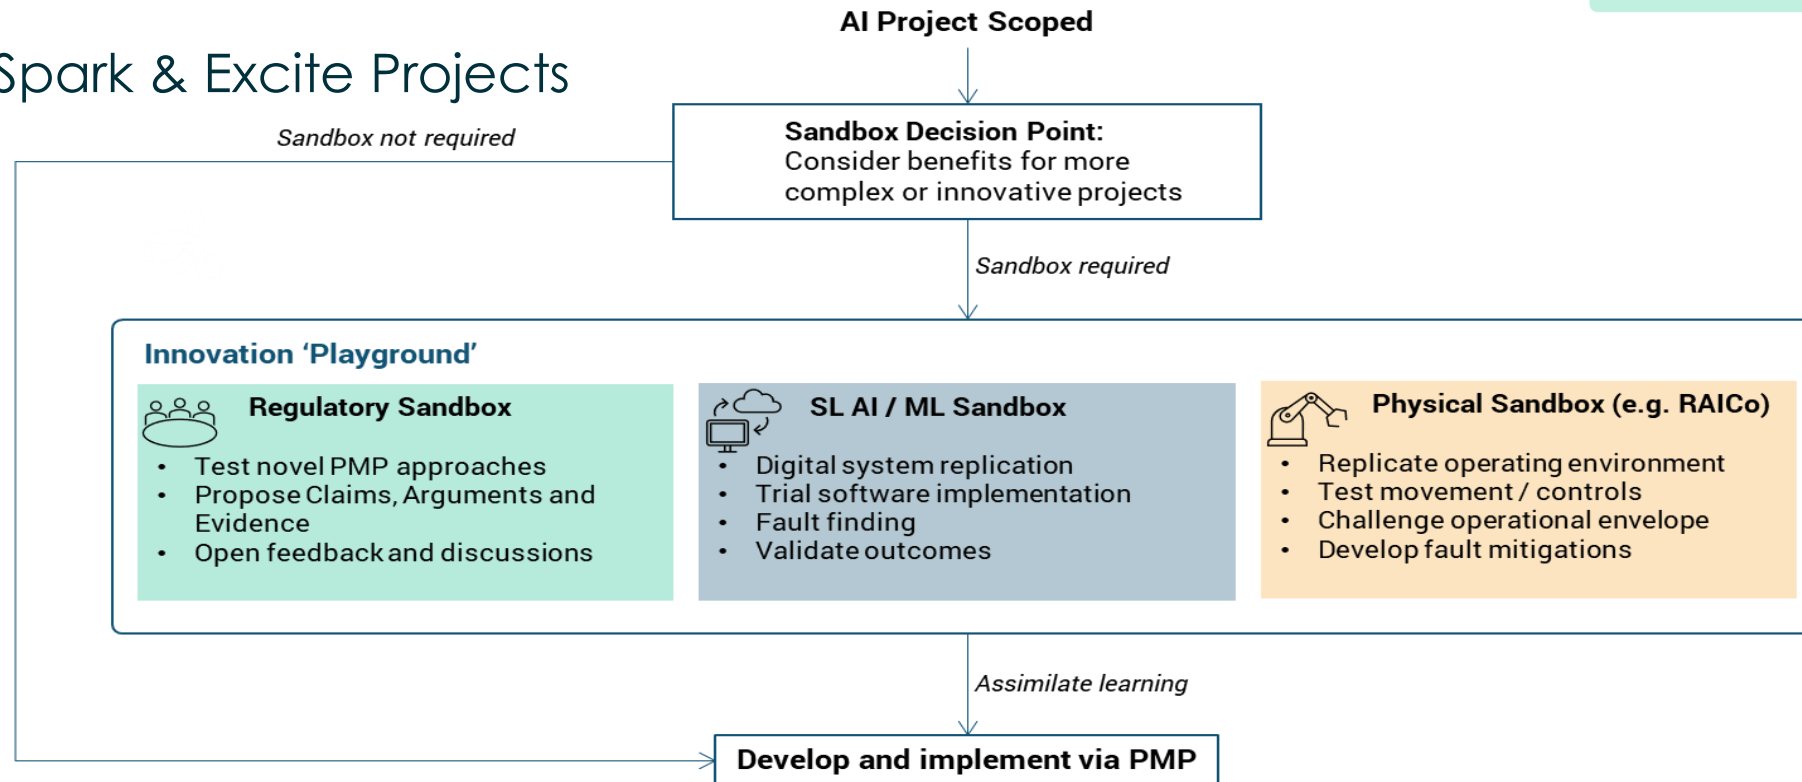 AI Project Scoped
Spark & Excite Projects
Sandbox not required
Sandbox Decision Point:
Consider benefits for more
complex or innovative projects
Sandbox required
Innovation ‘Playground’
Regulatory Sandbox
• Test novel PMP approaches
• Propose Claims, Arguments and
Evidence
• Open feedback and discussions
SL AI / ML Sandbox
• Digital system replication
• Trial software implementation
• Fault finding
• Validate outcomes
Physical Sandbox (e.g. RAICo)
• Replicate operating environment
• Test movement / controls
• Challenge operational envelope
• Develop fault mitigations
Assimilate learning
Develop and implement via PMP